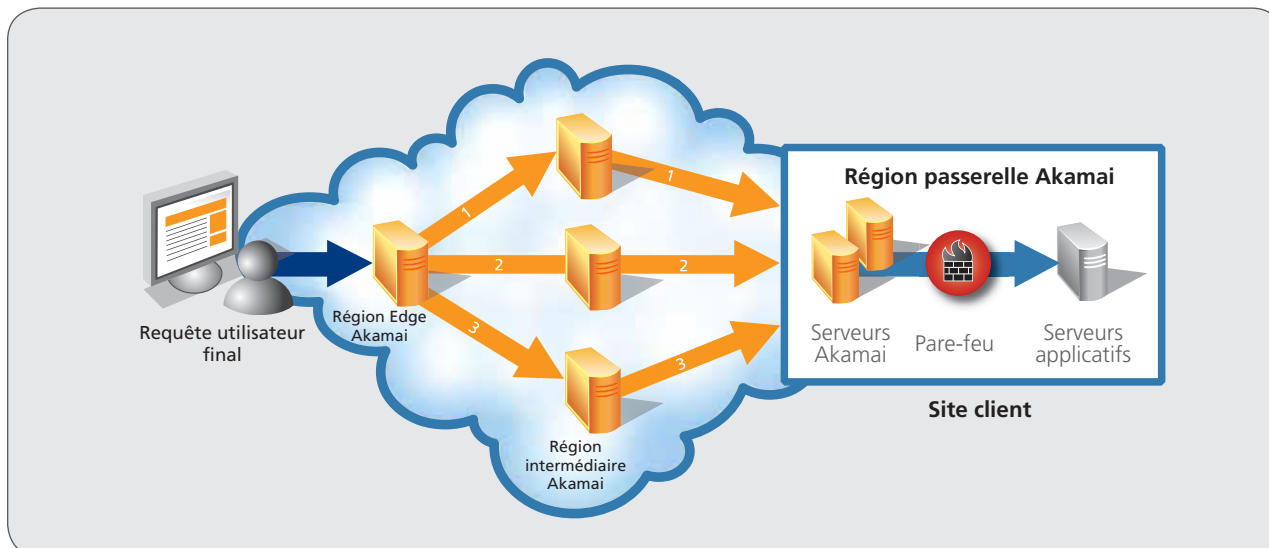 1
1
2
2
3
3
Requête utilisateur
final
Région Edge
Akamai
Région
intermédiaire
Akamai
Région passerelle Akamai
Serveurs
Akamai
Pare-feu
Serveurs
applicatifs
Site client